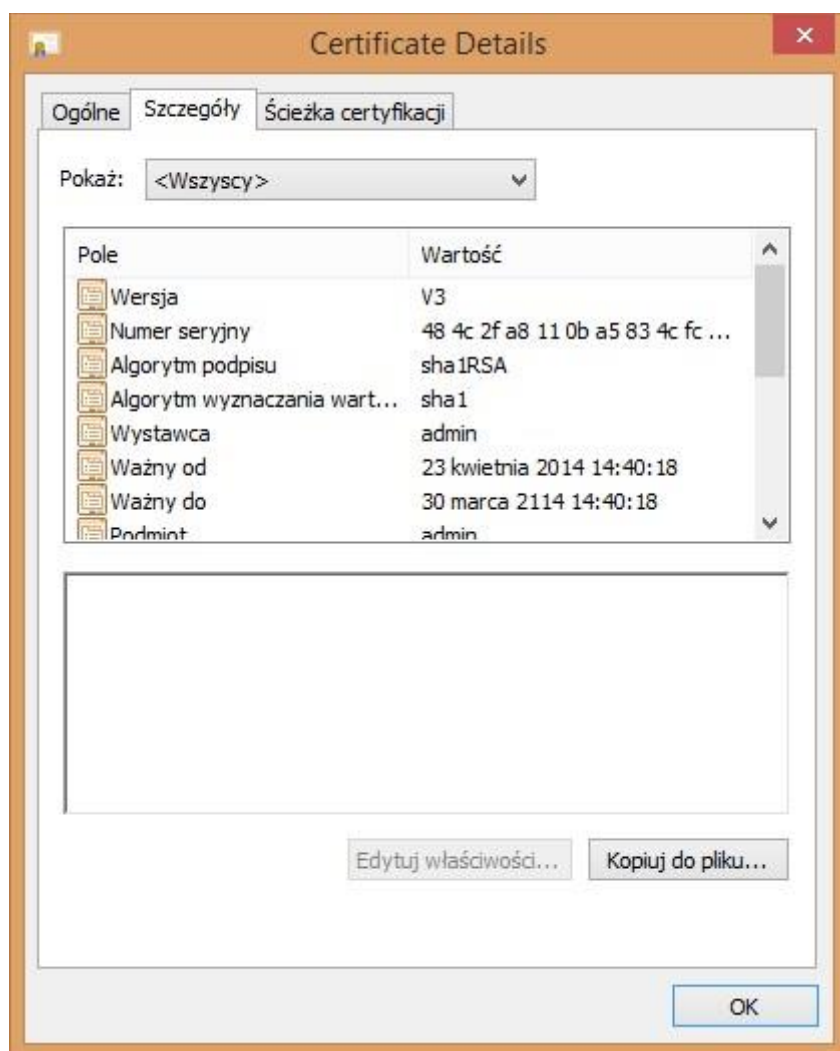 Certificate Details
Ogólne Szczegóły Ścieżka certyfikacji
Pokaż: <Wszyscy>
Pole Wartość
Wersja V3
Numer seryjny 48 4c 2f a8 11 0b a5 83 4c fc ...
Algorytm podpisu sha1RSA
Algorytm wyznaczania wart... sha1
Wystawca admin
Ważny od 23 kwietnia 2014 14:40:18
Ważny do 30 marca 2114 14:40:18
Podmiot admin
Edytuj właściwości... Kopiuj do pliku...
OK